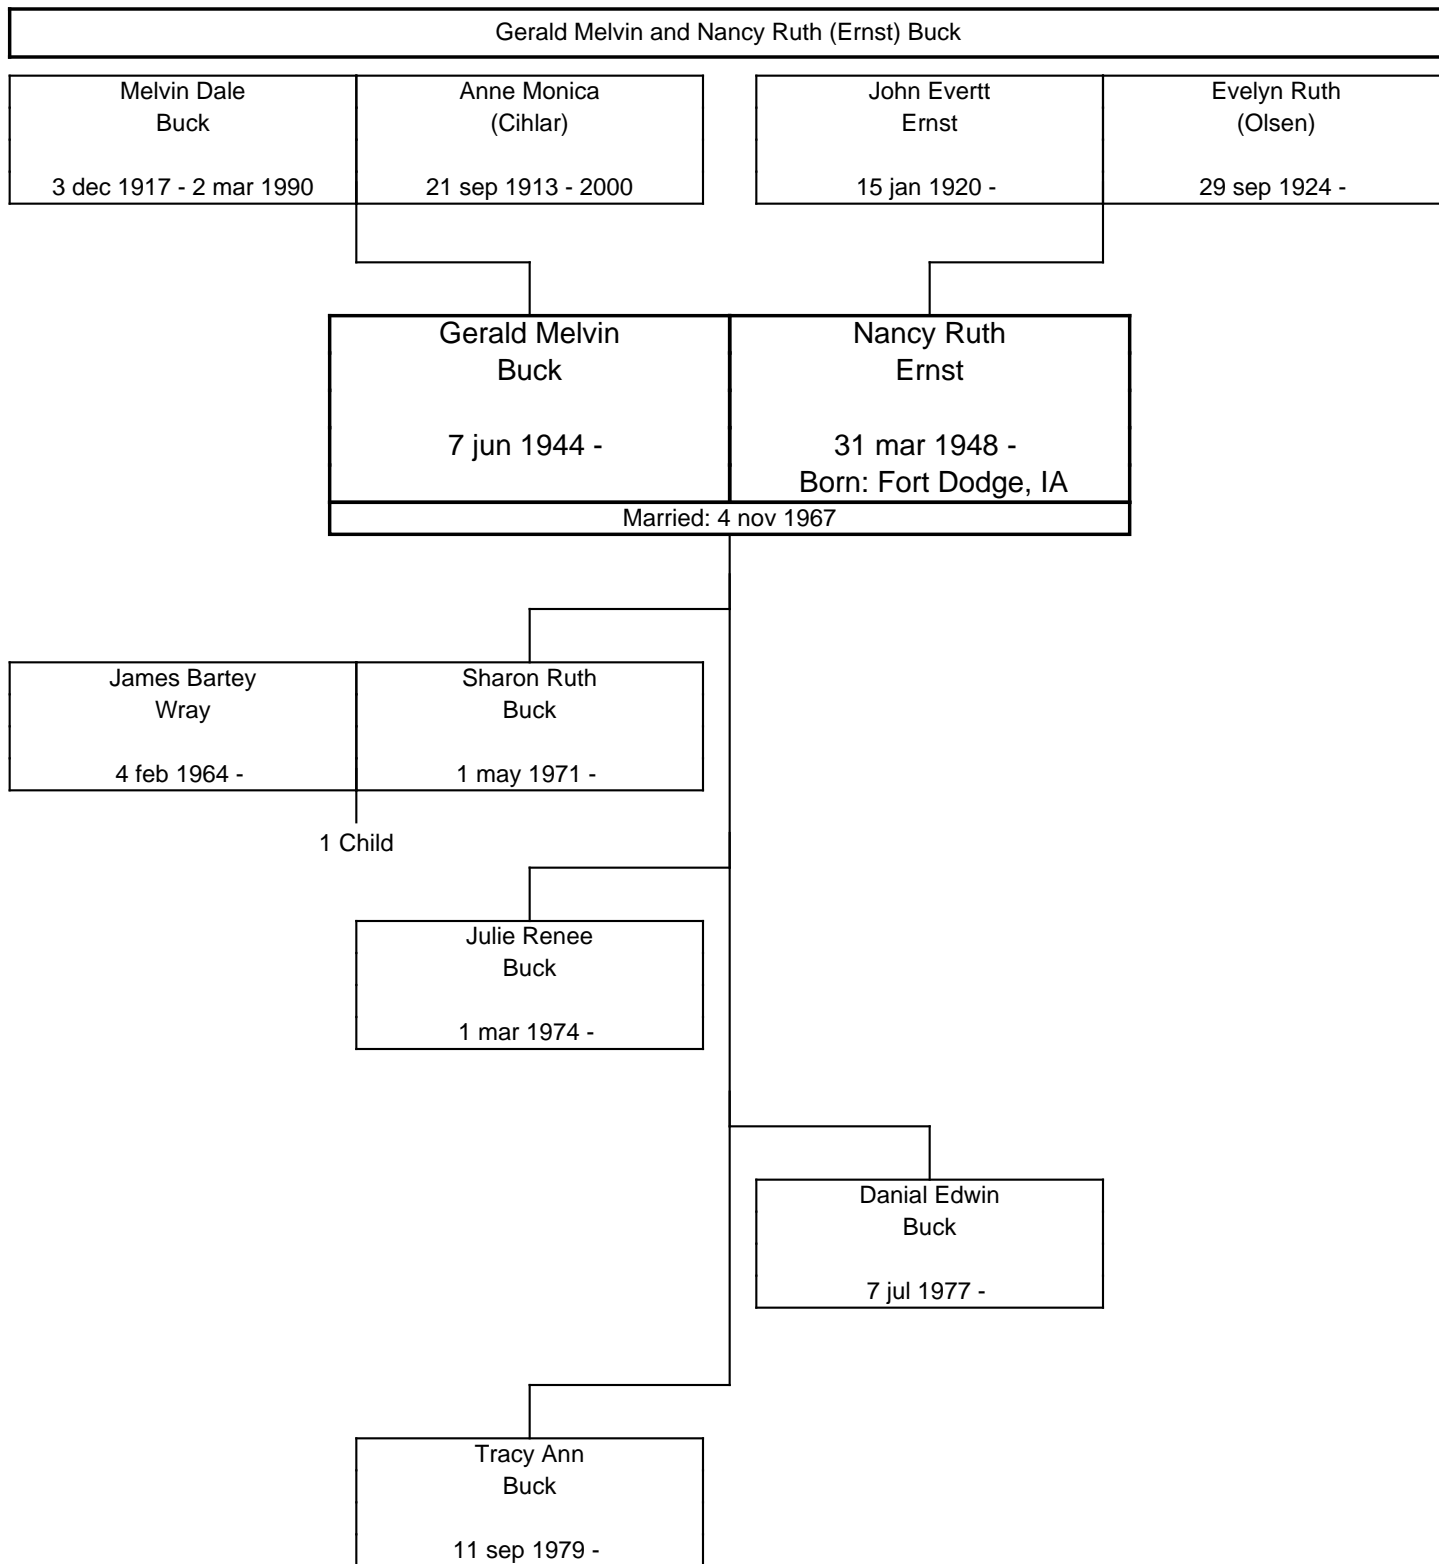 Gerald Melvin and Nancy Ruth (Ernst) Buck
Melvin Dale
Buck
3 dec 1917 - 2 mar 1990
Anne Monica
(Cihlar)
21 sep 1913 - 2000
John Evertt
Ernst
15 jan 1920 -
Evelyn Ruth
(Olsen)
29 sep 1924 -
Gerald Melvin
Buck
7 jun 1944 -
Nancy Ruth
Ernst
31 mar 1948 -
Born: Fort Dodge, IA
Married: 4 nov 1967
James Bartey
Wray
4 feb 1964 -
Sharon Ruth
Buck
1 may 1971 -
1 Child
Julie Renee
Buck
1 mar 1974 -
Danial Edwin
Buck
7 jul 1977 -
Tracy Ann
Buck
11 sep 1979 -